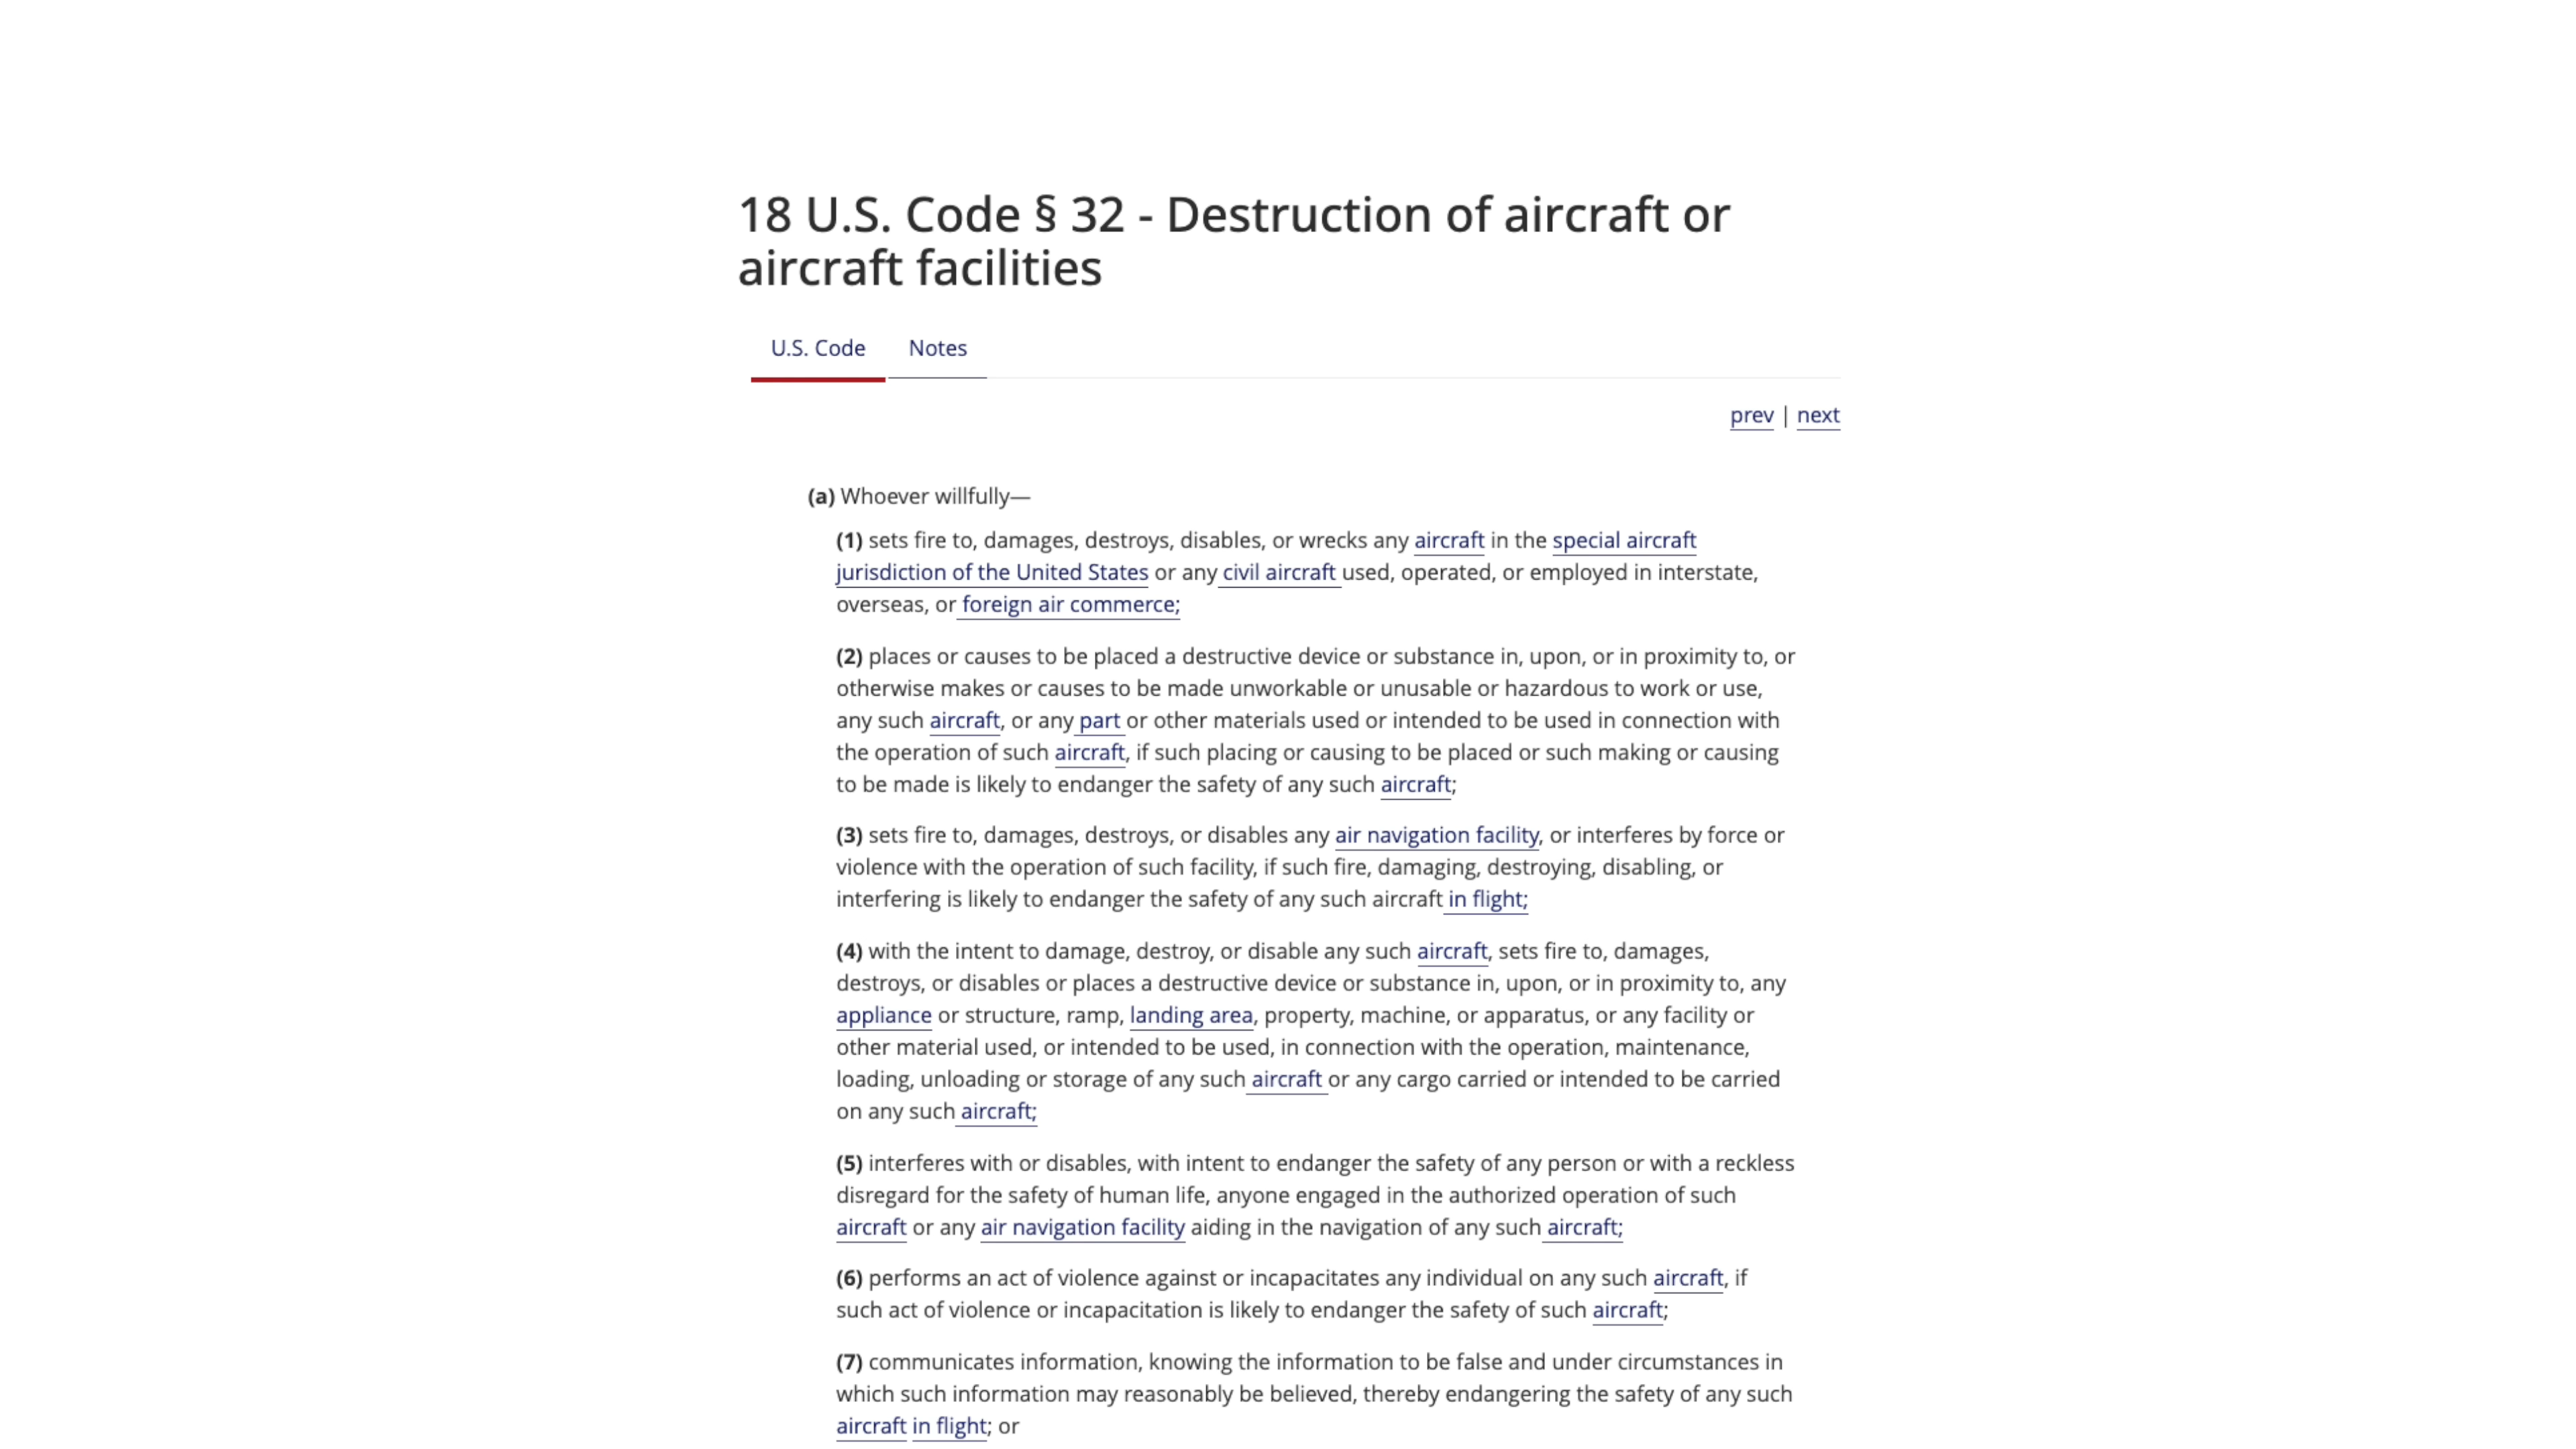 18 U.S. Code § 32 - Destruction of aircraft or
aircraft facilities
U.S. Code Notes
prev | next
(a) Whoever willfully—
(1) sets fire to, damages, destroys, disables, or wrecks any aircraft in the special aircraft
jurisdiction of the United States or any civil aircraft used, operated, or employed in interstate,
overseas, or foreign air commerce;
(2) places or causes to be placed a destructive device or substance in, upon, or in proximity to, or
otherwise makes or causes to be made unworkable or unusable or hazardous to work or use,
any such aircraft, or any part or other materials used or intended to be used in connection with
the operation of such aircraft, if such placing or causing to be placed or such making or causing
to be made is likely to endanger the safety of any such aircraft;
(3) sets fire to, damages, destroys, or disables any air navigation facility, or interferes by force or
violence with the operation of such facility, if such fire, damaging, destroying, disabling, or
interfering is likely to endanger the safety of any such aircraft in flight;
(4) with the intent to damage, destroy, or disable any such aircraft, sets fire to, damages,
destroys, or disables or places a destructive device or substance in, upon, or in proximity to, any
appliance or structure, ramp, landing area, property, machine, or apparatus, or any facility or
other material used, or intended to be used, in connection with the operation, maintenance,
loading, unloading or storage of any such aircraft or any cargo carried or intended to be carried
on any such aircraft;
(5) interferes with or disables, with intent to endanger the safety of any person or with a reckless
disregard for the safety of human life, anyone engaged in the authorized operation of such
aircraft or any air navigation facility aiding in the navigation of any such aircraft;
(6) performs an act of violence against or incapacitates any individual on any such aircraft, if
such act of violence or incapacitation is likely to endanger the safety of such aircraft;
(7) communicates information, knowing the information to be false and under circumstances in
which such information may reasonably be believed, thereby endangering the safety of any such
aircraft in flight; or